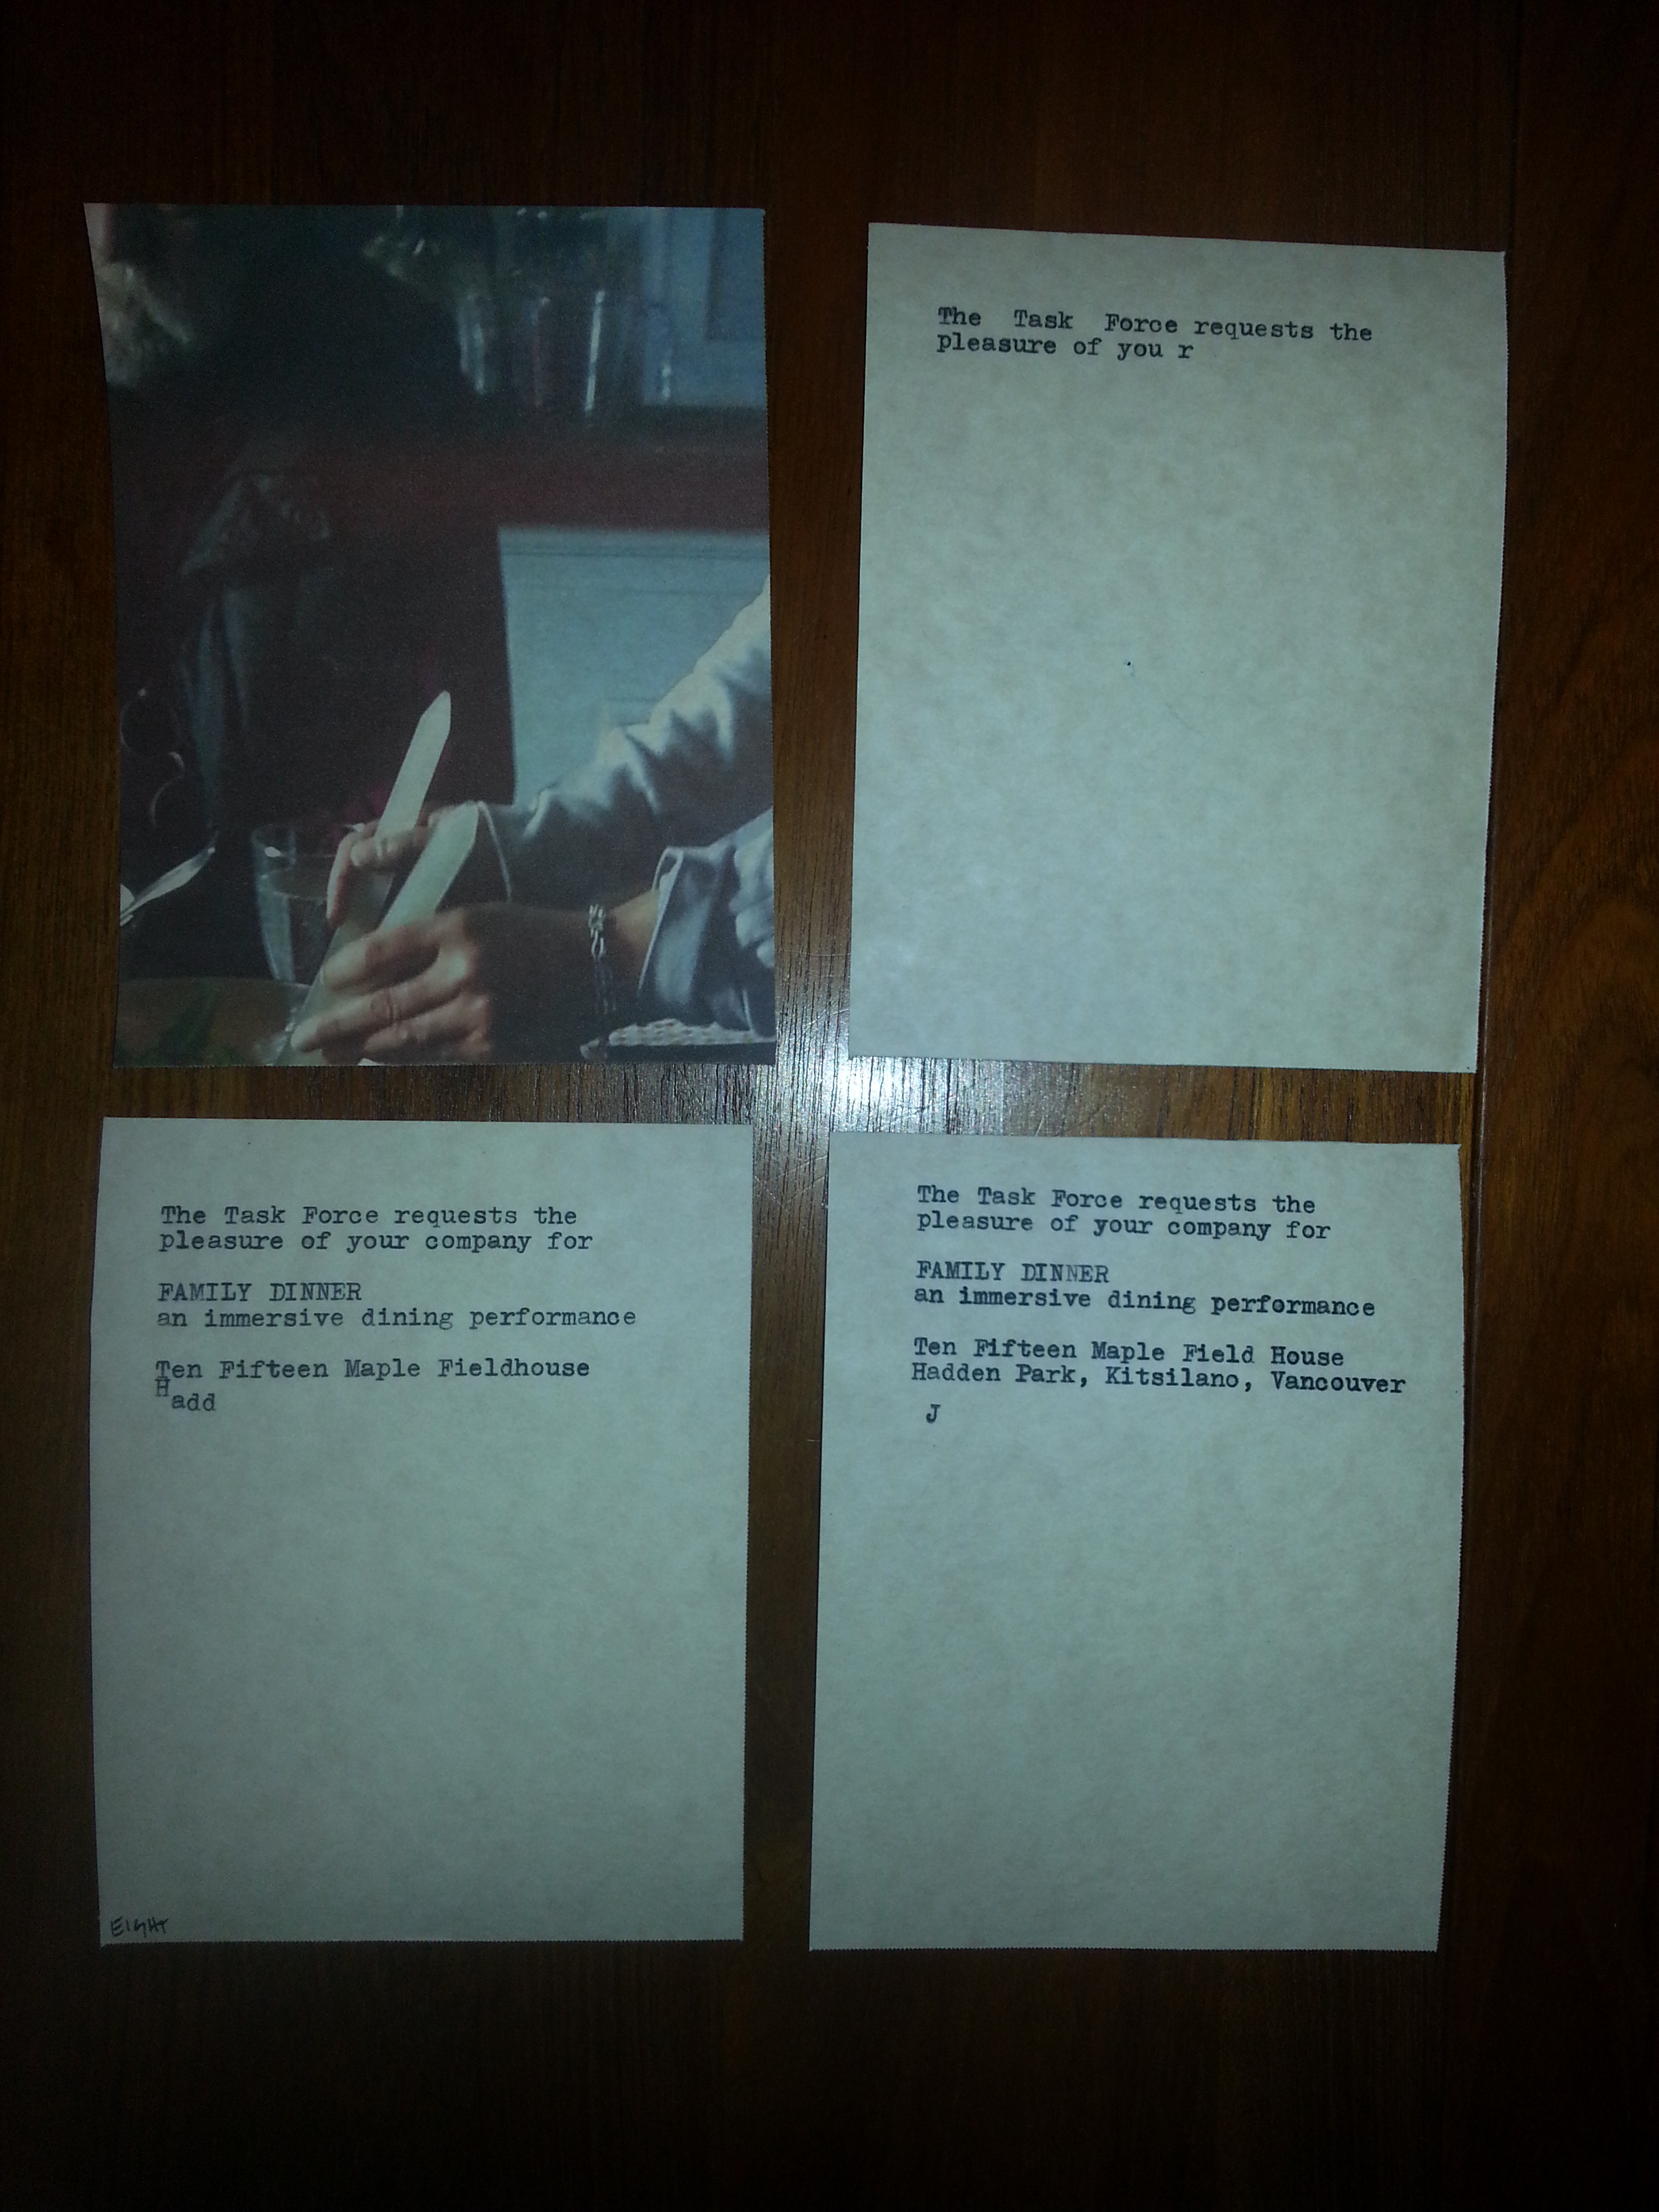 The  Task  Force requests the
pleasure of you r
The Task Force requests the
pleasure of your company for
FAMILY DINNER
an immersive dining performance
Ten Fifteen Maple Fieldhouse
Hadd
EIGHT
The Task Force requests the
pleasure of your company for
FAMILY DINNER
an immersive dining performance
Ten Fifteen Maple Field House
Hadden Park, Kitsilano, Vancouver
J